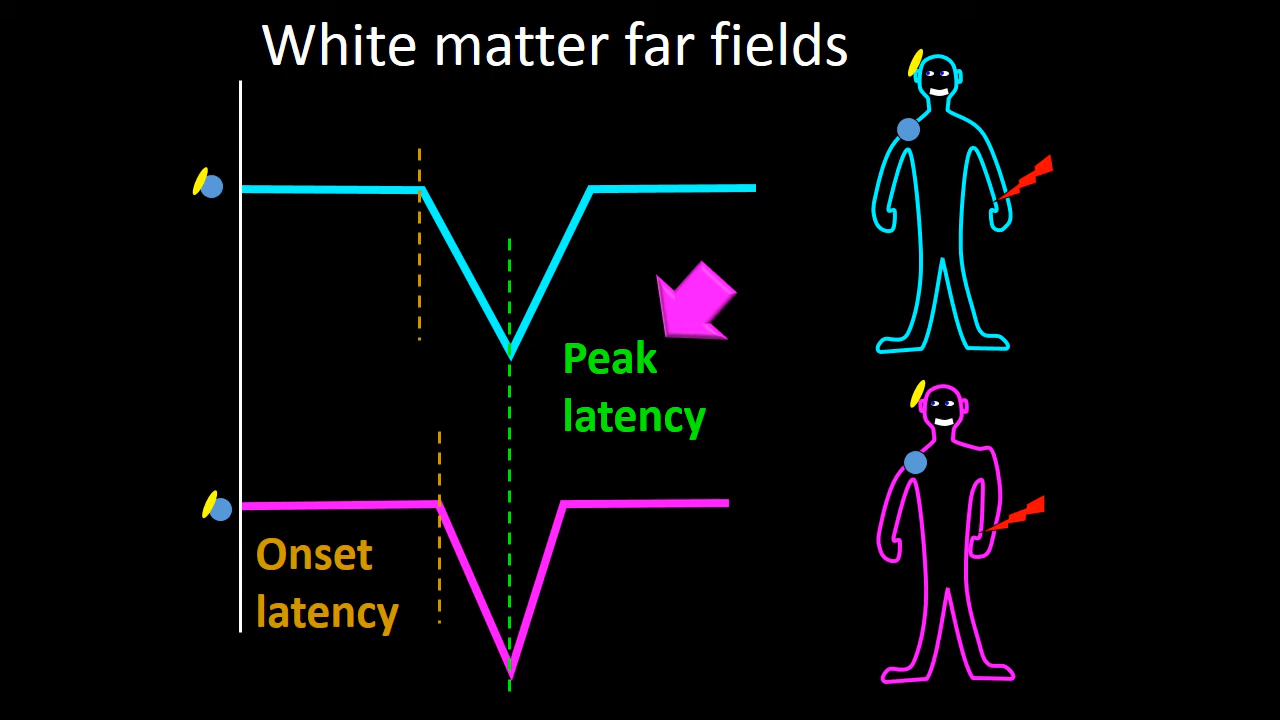 White matter far fields
Peak
latency
Onset
latency